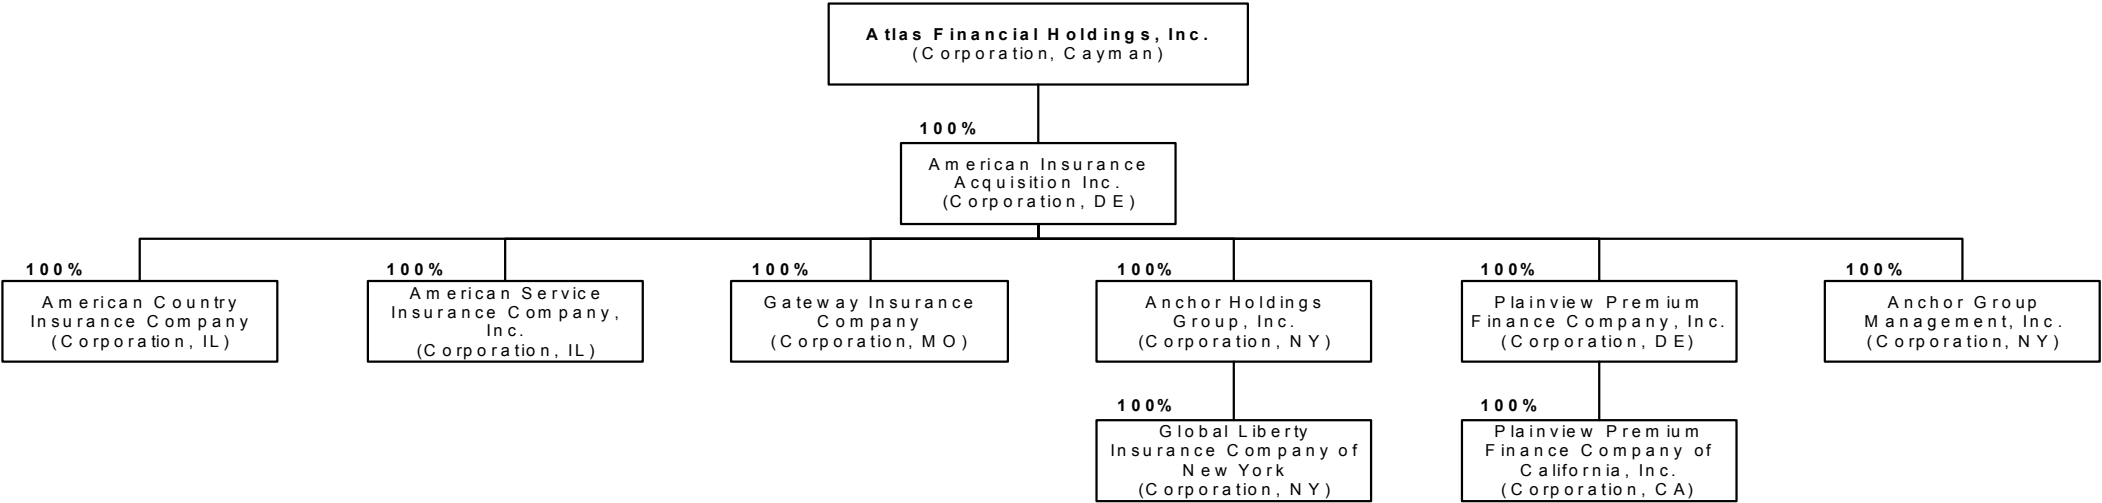 Atlas Financial Holdings, Inc.
(Corporation, Cayman)
100%
American Insurance
Acquisition Inc.
(Corporation, DE)
100%
American Country
Insurance Company
(Corporation, IL)
100%
American Service
Insurance Company,
Inc.
(Corporation, IL)
100%
Gateway Insurance
Company
(Corporation, MO)
100%
Anchor Holdings
Group, Inc.
(Corporation, NY)
100%
Plainview Premium
Finance Company, Inc.
(Corporation, DE)
100%
Anchor Group
Management, Inc.
(Corporation, NY)
100%
Global Liberty
Insurance Company of
New York
(Corporation, NY)
100%
Plainview Premium
Finance Company of
California, Inc.
(Corporation, CA)